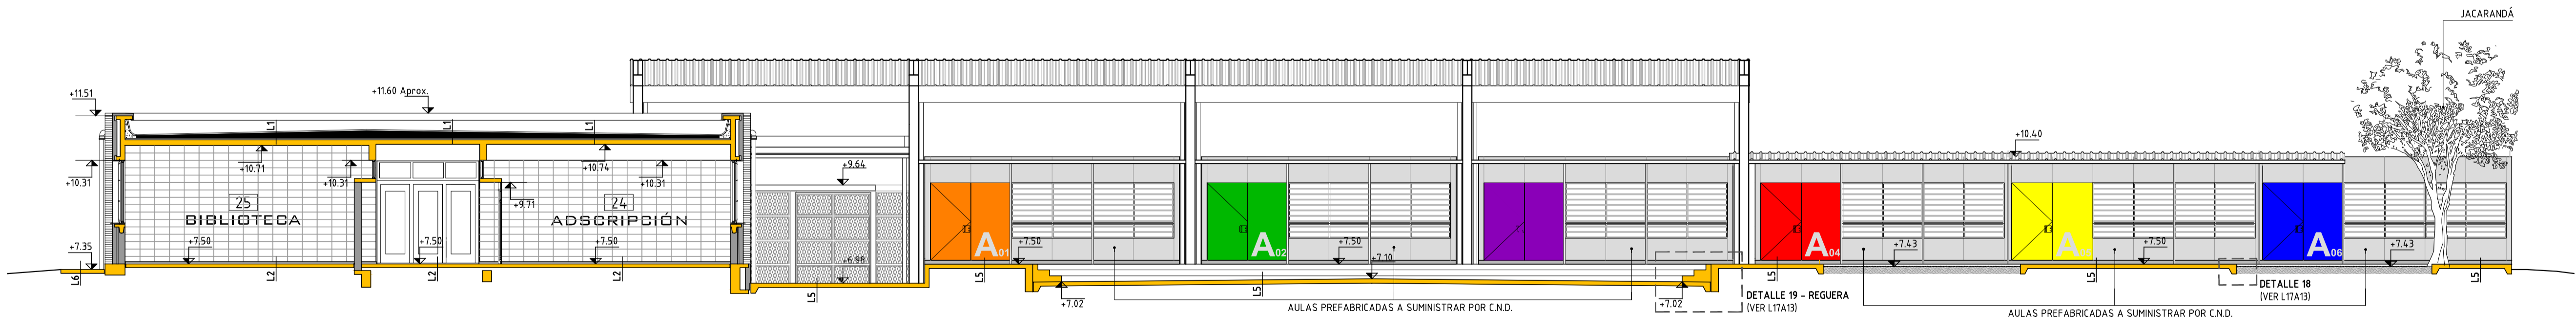 JACARANDÁ
+11.51
+11.60 Aprox.
L1
L1
L1
+10.40
+10.31
+10.71
+10.31
+10.74
+10.31
+9.64
+9.71
25
BIBLIOTECA
24
ADSCRIPCIÓN
+7.35
+7.50
+7.50
+7.50
+6.98
A01
+7.50
A02
+7.50
+7.10
A04
+7.43
+7.50
A06
+7.43
L6
L2
L2
L2
L5
L5
L5
L5
L5
L5
+7.02
+7.02
DETALLE 19 - REGUERA
(VER L17A13)
DETALLE 18
(VER L17A13)
AULAS PREFABRICADAS A SUMINISTRAR POR C.N.D.
AULAS PREFABRICADAS A SUMINISTRAR POR C.N.D.